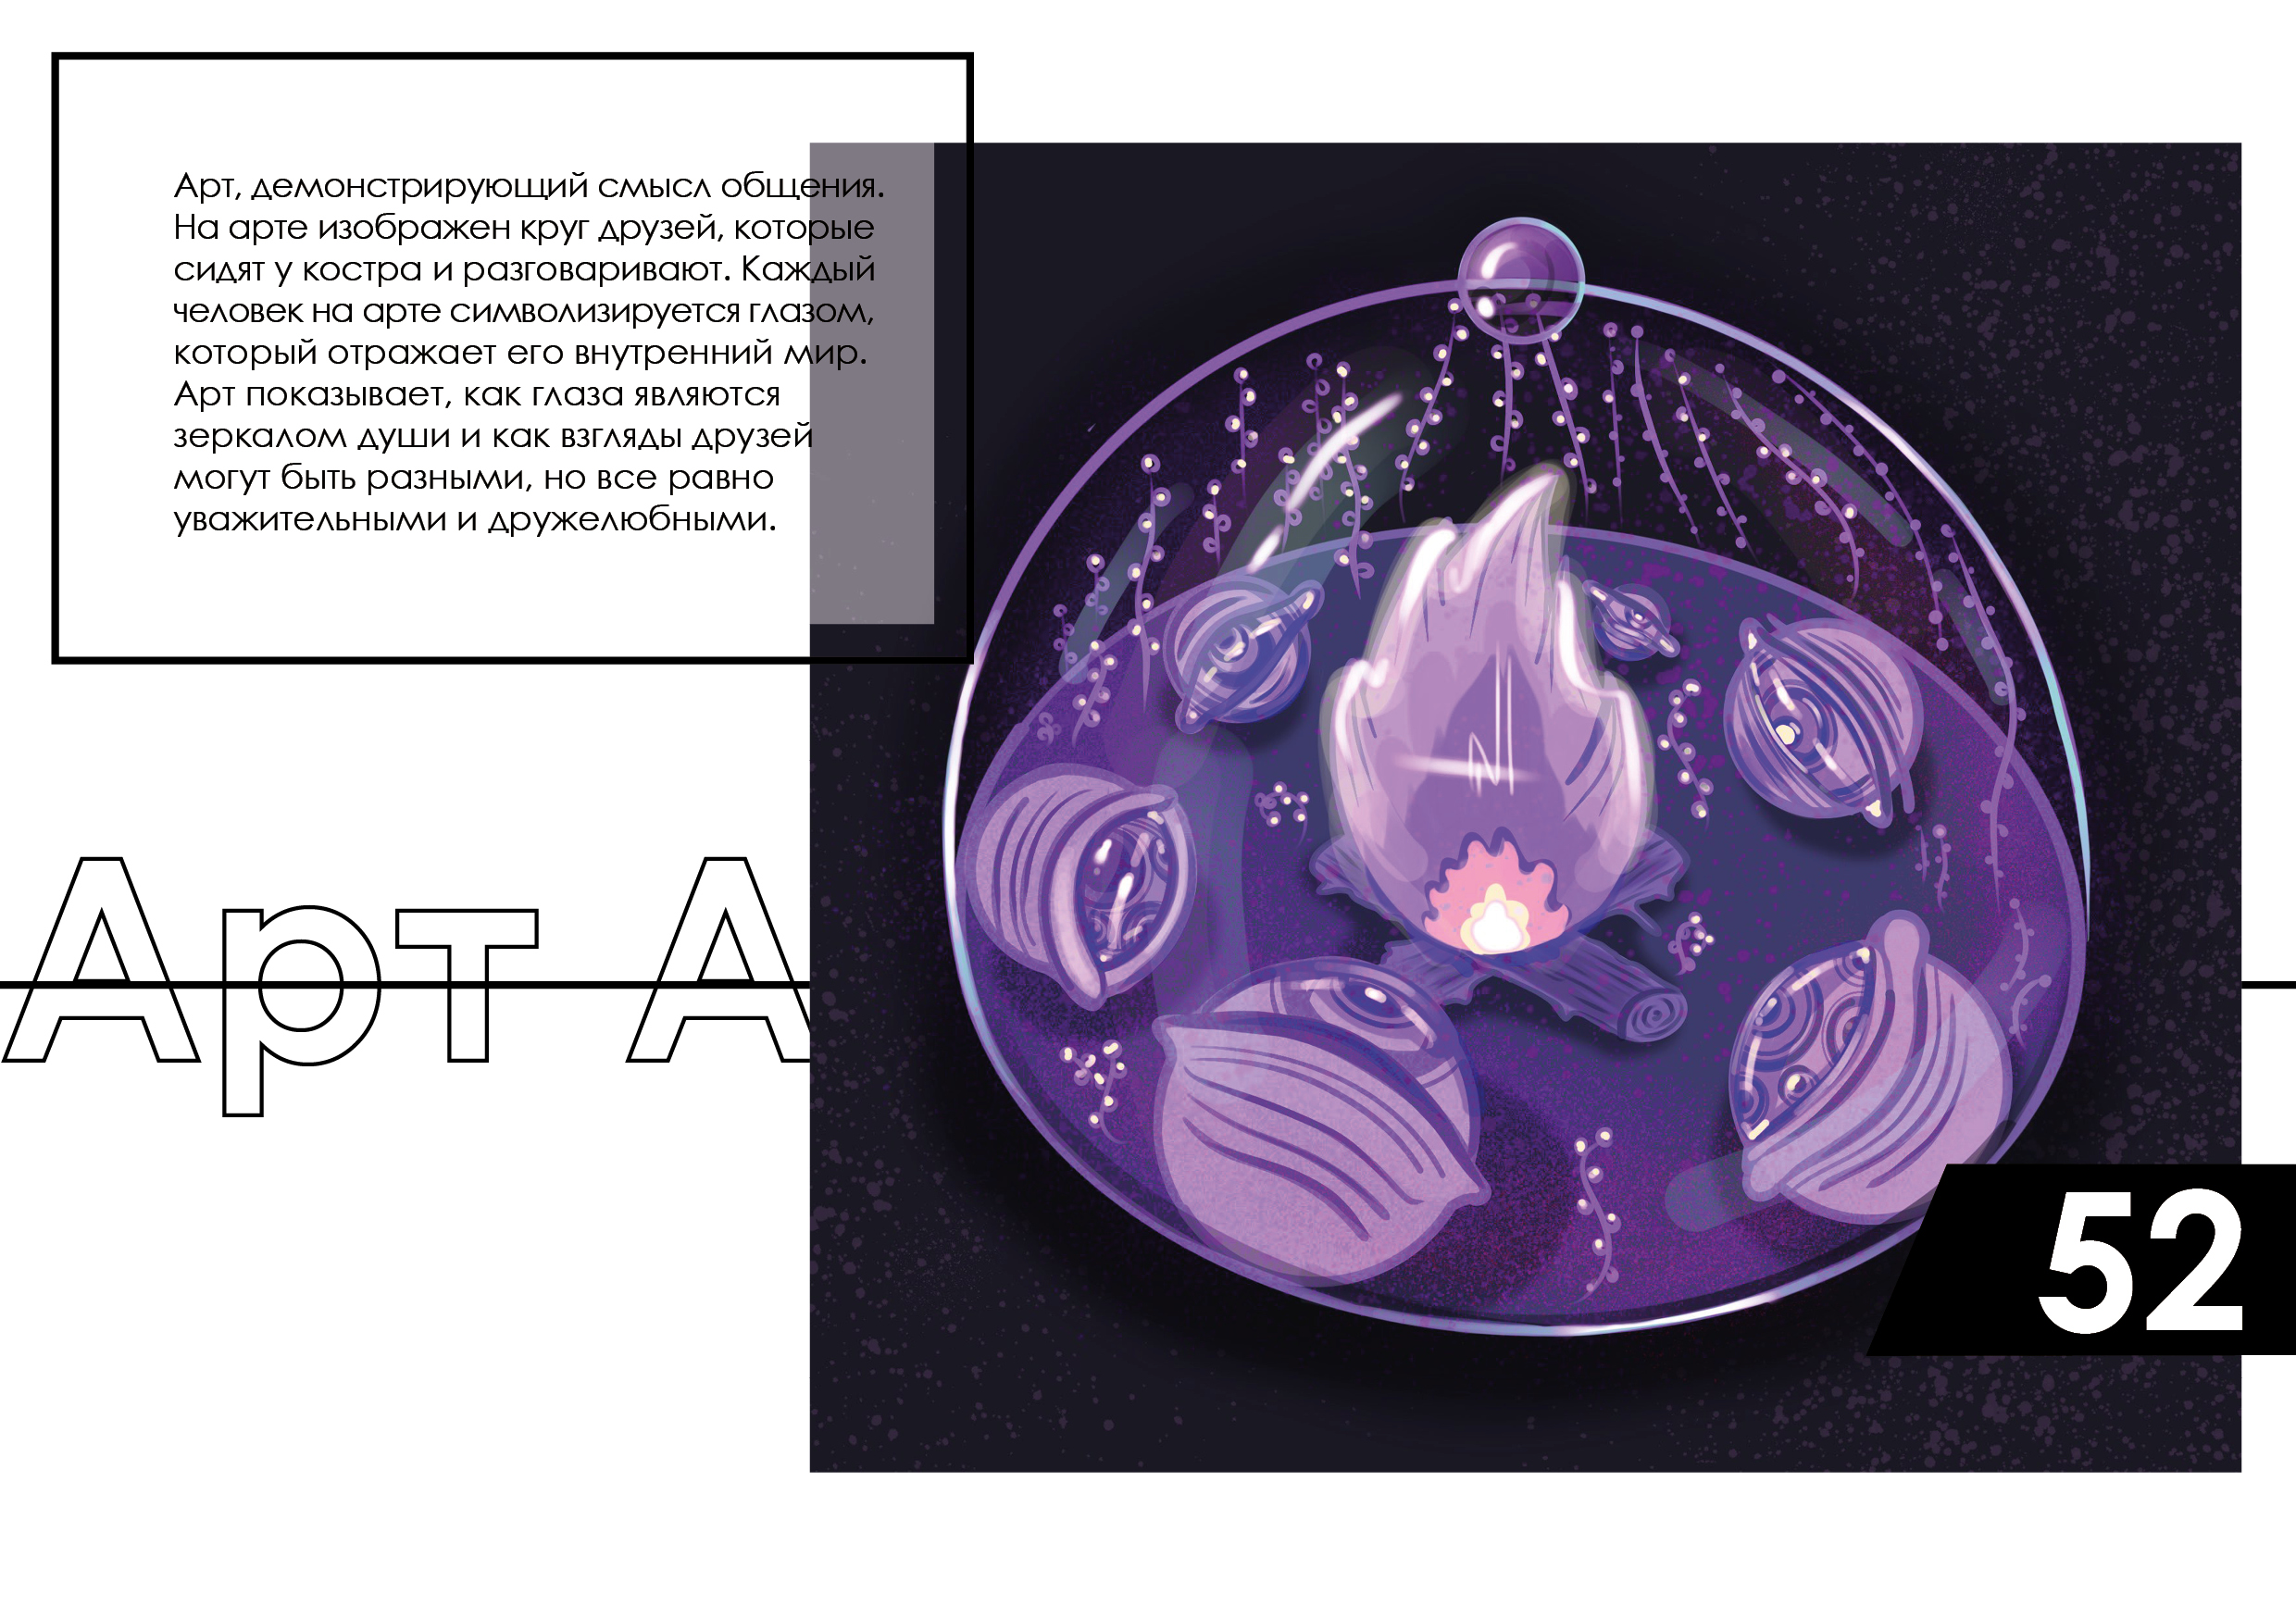 Арт, демонстрирующий смысл общения.
На арте изображен круг друзей, которые
сидят у костра и разговаривают. Каждый
человек на арте символизируется глазом,
который отражает его внутренний мир.
Арт показывает, как глаза являются
зеркалом души и как взгляды друзей
могут быть разными, но все равно
уважительными и дружелюбными.
Арт А
52